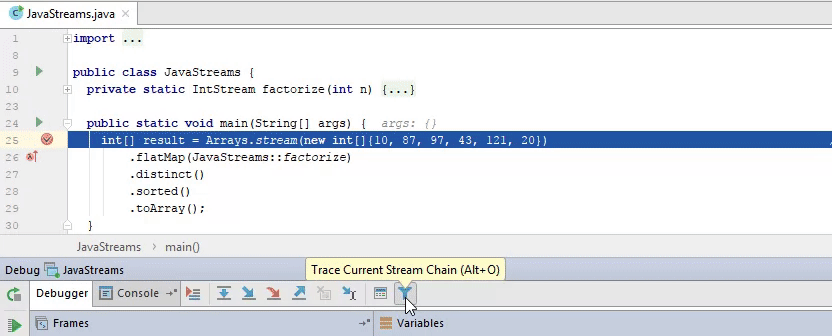 JavaStreams.java ×
1 import ...
8
9 public class JavaStreams {
10 private static IntStream factorize(int n) {...}
23
24 public static void main(String[] args) { args: {}
25 int[] result = Arrays.stream(new int[]{10, 87, 97, 43, 121, 20})
26 .flatMap(JavaStreams::factorize)
27 .distinct()
28 .sorted()
29 .toArray();
30 }
JavaStreams › main()
Trace Current Stream Chain (Alt+O)
Debug JavaStreams
Debugger Console
Frames Variables